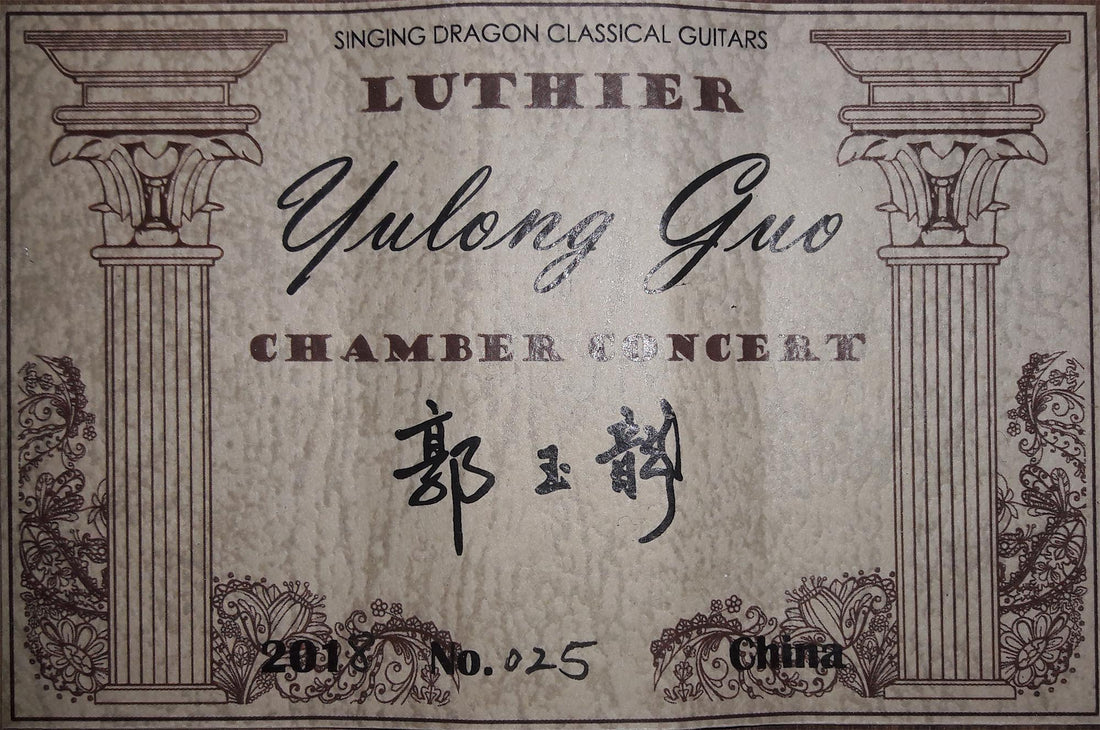 SINGING DRAGON CLASSICAL GUITARS
LUTHIER
Yulong Guo
CHAMBER CONCERT
郭玉龍
2018 No. 025 China